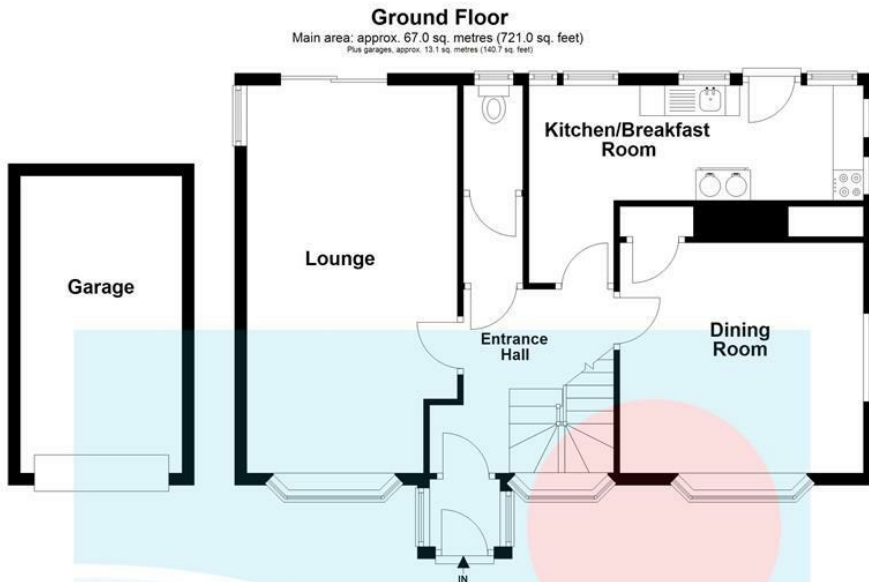 Ground Floor
Main area: approx. 67.0 sq. metres (721.0 sq. feet)
Plus garages, approx. 13.1 sq. metres (140.7 sq. feet)
Kitchen/Breakfast
Room
Lounge
Garage
Entrance
Hall
Dining
Room
IN